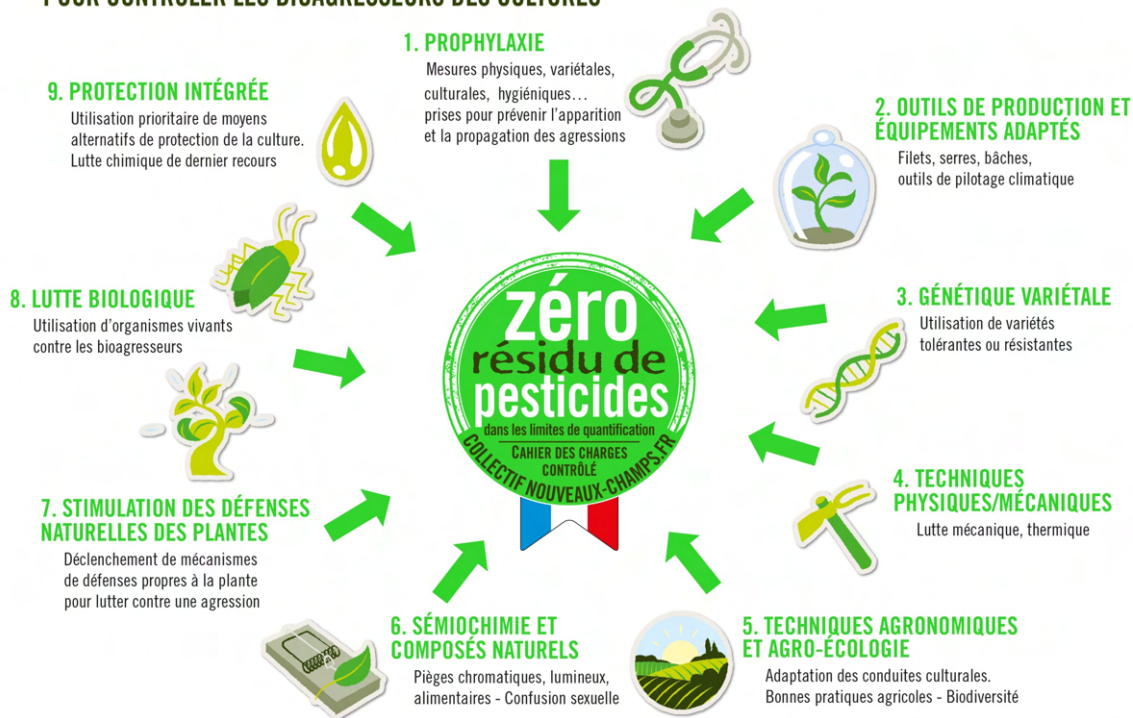 POUR CONTRÔLER LES BIOAGRESSEURS DES CULTURES
1. PROPHYLAXIE
Mesures physiques, variétales,
culturales, hygiéniques…
prises pour prévenir l'apparition
et la propagation des agressions
2. OUTILS DE PRODUCTION ET
ÉQUIPEMENTS ADAPTÉS
Filets, serres, bâches,
outils de pilotage climatique
3. GÉNÉTIQUE VARIÉTALE
Utilisation de variétés
tolérantes ou résistantes
4. TECHNIQUES
PHYSIQUES/MÉCANIQUES
Lutte mécanique, thermique
5. TECHNIQUES AGRONOMIQUES
ET AGRO-ÉCOLOGIE
Adaptation des conduites culturales.
Bonnes pratiques agricoles - Biodiversité
6. SÉMIOCHIMIE ET
COMPOSÉS NATURELS
Pièges chromatiques, lumineux,
alimentaires - Confusion sexuelle
7. STIMULATION DES DÉFENSES
NATURELLES DES PLANTES
Déclenchement de mécanismes
de défenses propres à la plante
pour lutter contre une agression
8. LUTTE BIOLOGIQUE
Utilisation d'organismes vivants
contre les bioagresseurs
9. PROTECTION INTÉGRÉE
Utilisation prioritaire de moyens
alternatifs de protection de la culture.
Lutte chimique de dernier recours
zéro
résidu de
pesticides
dans les limites de quantification
CAHIER DES CHARGES
CONTRÔLÉ
COLLECTIF NOUVEAUX-CHAMPS.FR